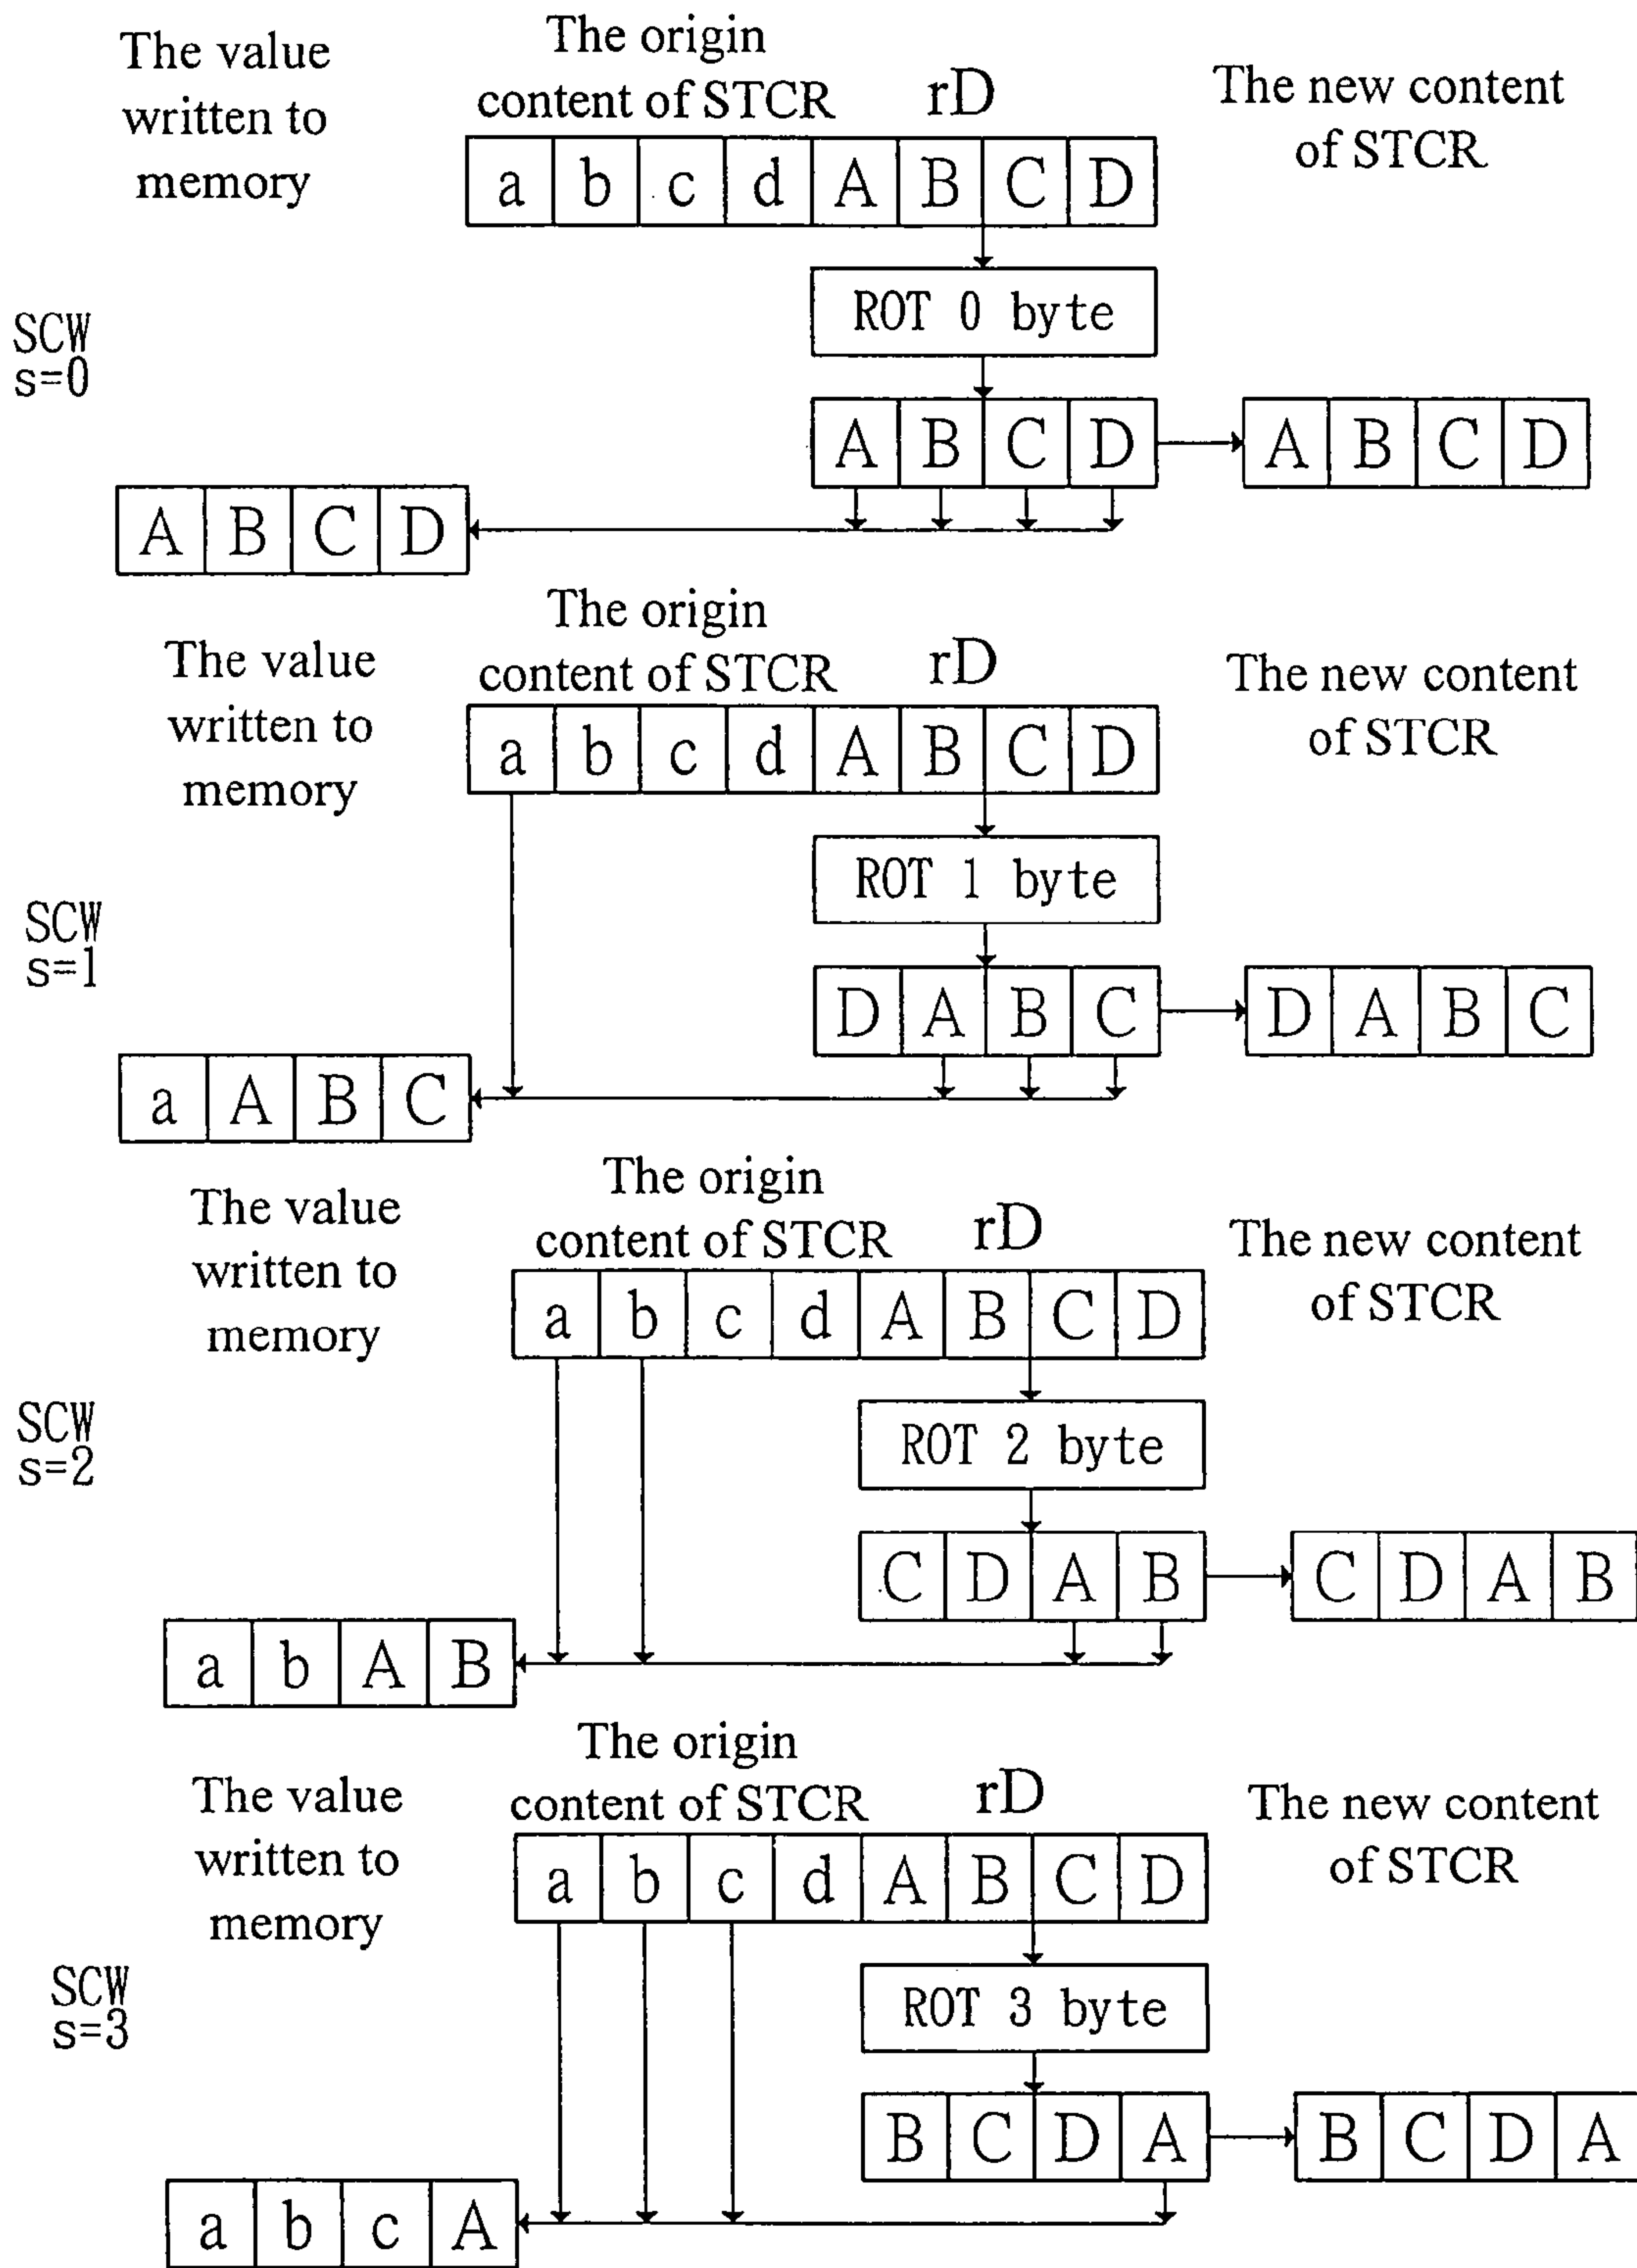 The value
written to
memory
The origin
content of STCR
rD
The new content
of STCR
a b c d A B C D
ROT 0 byte
SCW
s=0
A B C D
A B C D
A B C D
The value
written to
memory
The origin
content of STCR
rD
The new content
of STCR
a b c d A B C D
ROT 1 byte
SCW
s=1
D A B C
D A B C
a A B C
The value
written to
memory
The origin
content of STCR
rD
The new content
of STCR
a b c d A B C D
ROT 2 byte
SCW
s=2
C D A B
C D A B
a b A B
The value
written to
memory
The origin
content of STCR
rD
The new content
of STCR
a b c d A B C D
ROT 3 byte
SCW
s=3
B C D A
B C D A
a b c A